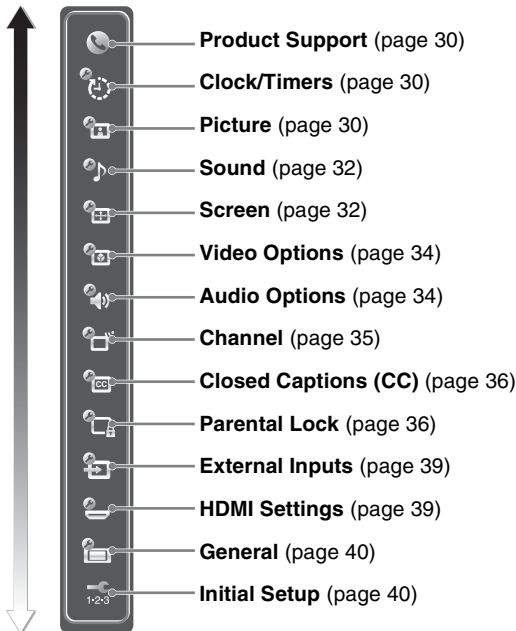 Product Support (page 30)
Clock/Timers (page 30)
Picture (page 30)
Sound (page 32)
Screen (page 32)
Video Options (page 34)
Audio Options (page 34)
Channel (page 35)
CC Closed Captions (CC) (page 36)
Parental Lock (page 36)
External Inputs (page 39)
HDMI Settings (page 39)
General (page 40)
Initial Setup (page 40)
1•2•3